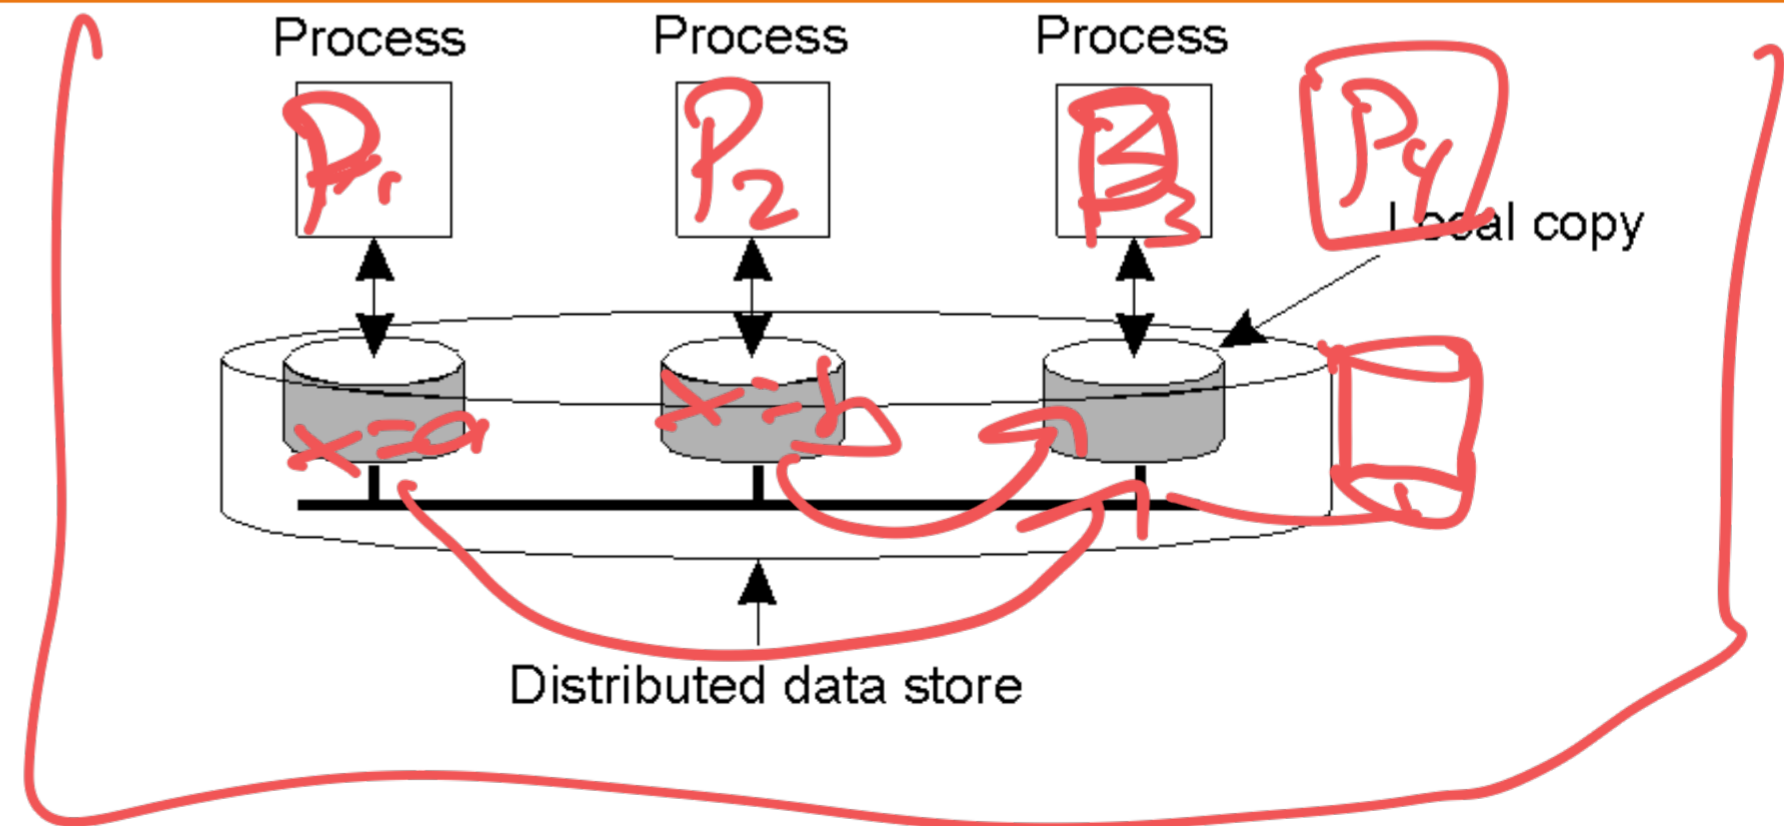 Process Process Process
P1 P2 P3 P4
Local copy
x=a x=b
Distributed data store